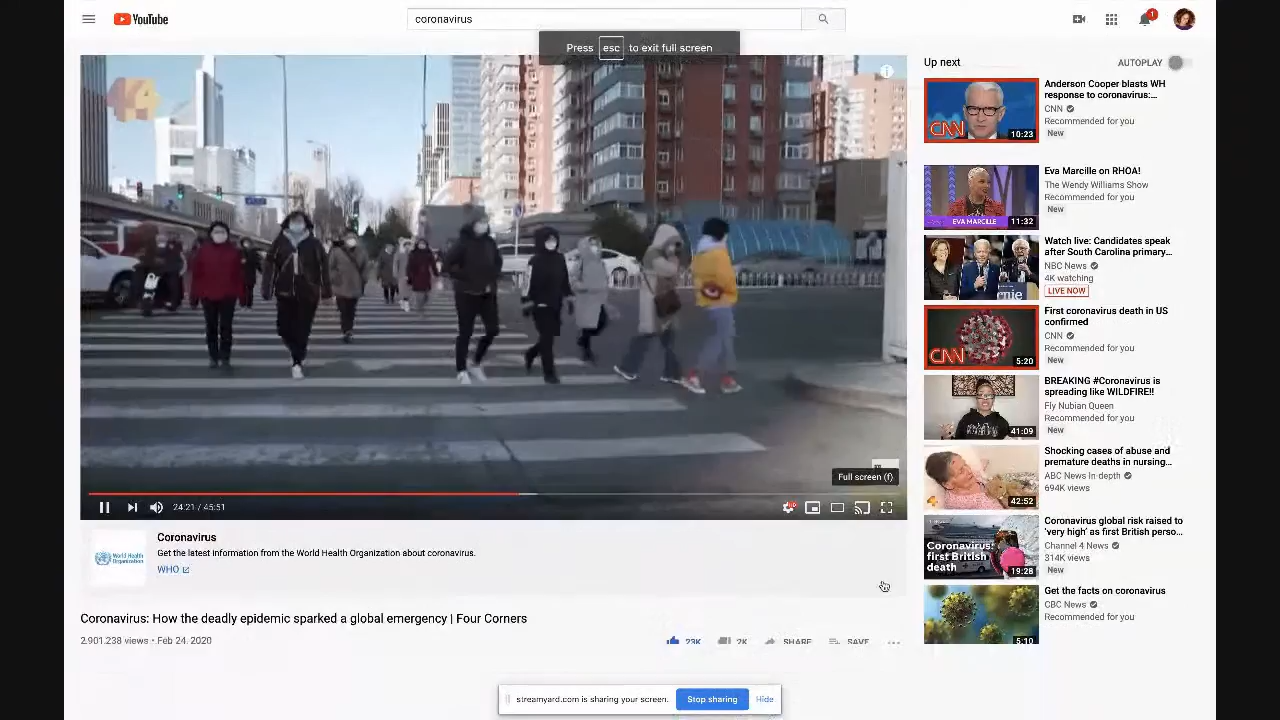 YouTube
coronavirus
1
Press esc to exit full screen
Up next
AUTOPLAY
Anderson Cooper blasts WH
response to coronavirus:...
CNN
Recommended for you
New
CNN
10:23
Eva Marcille on RHOA!
The Wendy Williams Show
Recommended for you
New
EVA MARCILLE
11:32
Watch live: Candidates speak
after South Carolina primary...
NBC News
4K watching
LIVE NOW
First coronavirus death in US
confirmed
CNN
Recommended for you
New
CNN
5:20
BREAKING #Coronavirus is
spreading like WILDFIRE!!
Fly Nubian Queen
Recommended for you
New
41:09
Shocking cases of abuse and
premature deaths in nursing...
ABC News In-depth
694K views
42:52
Coronavirus global risk raised to
'very high' as first British perso...
Channel 4 News
314K views
New
Coronavirus:
first British
death
19:28
Get the facts on coronavirus
CBC News
Recommended for you
5:10
Full screen (f)
24:21 / 45:51
World Health
Organization
Coronavirus
Get the latest information from the World Health Organization about coronavirus.
WHO
Coronavirus: How the deadly epidemic sparked a global emergency | Four Corners
2,901,238 views • Feb 24, 2020
23K
2K
SHARE
SAVE
streamyard.com is sharing your screen.
Stop sharing
Hide